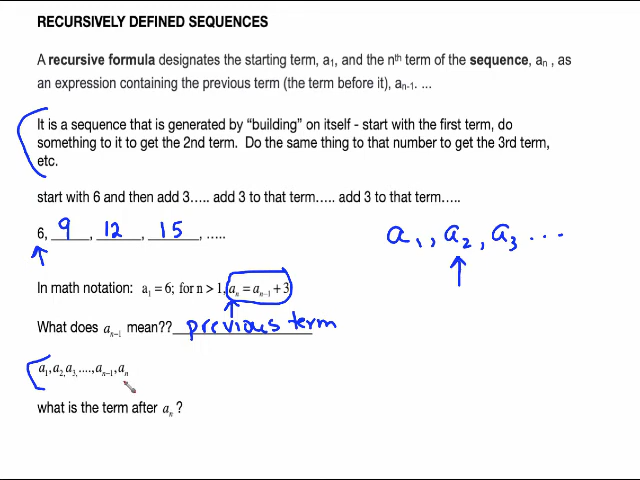 RECURSIVELY DEFINED SEQUENCES
A recursive formula designates the starting term, a₁, and the nᵗʰ term of the sequence, aₙ , as
an expression containing the previous term (the term before it), aₙ₋₁. ...
It is a sequence that is generated by “building” on itself - start with the first term, do
something to it to get the 2nd term. Do the same thing to that number to get the 3rd term,
etc.
start with 6 and then add 3….. add 3 to that term….. add 3 to that term…..
6, 9, 12, 15, …..
a₁, a₂, a₃ ...
In math notation: a₁ = 6; for n > 1, aₙ = aₙ₋₁ + 3
What does aₙ₋₁ mean?? previous term
a₁, a₂, a₃, ...., aₙ₋₁, aₙ
what is the term after aₙ ?